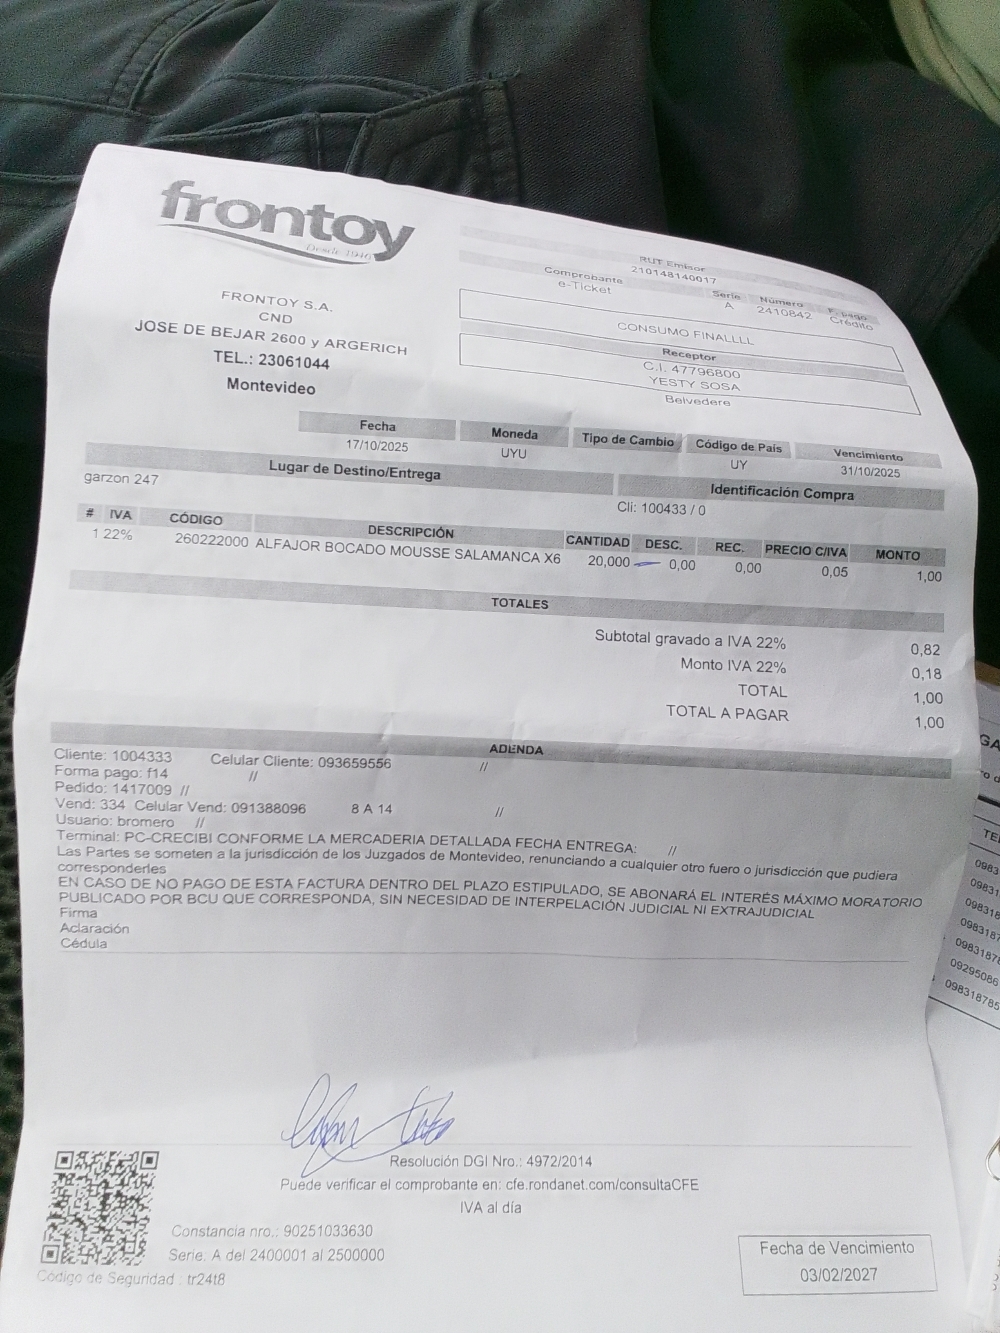 frontoy
Desde 1946
FRONTOY S.A.
CND
JOSE DE BEJAR 2600 y ARGERICH
TEL.: 23061044
Montevideo
RUT Emisor
210148140017
Comprobante Serie Número F. pago
e-Ticket A 2410842 Crédito
CONSUMO FINALLLL
Receptor
C.I. 47796800
YESTY SOSA
Belvedere
Fecha Moneda Tipo de Cambio Código de País Vencimiento
17/10/2025 UYU UY 31/10/2025
Lugar de Destino/Entrega Identificación Compra
garzon 247 Cli: 100433 / 0
# IVA CÓDIGO DESCRIPCIÓN CANTIDAD DESC. REC. PRECIO C/IVA MONTO
1 22% 260222000 ALFAJOR BOCADO MOUSSE SALAMANCA X6 20,000 0,00 0,00 0,05 1,00
TOTALES
Subtotal gravado a IVA 22% 0,82
Monto IVA 22% 0,18
TOTAL 1,00
TOTAL A PAGAR 1,00
ADENDA
Cliente: 1004333 Celular Cliente: 093659556 //
Forma pago: f14 //
Pedido: 1417009 //
Vend: 334 Celular Vend: 091388096 8 A 14 //
Usuario: bromero //
Terminal: PC-CRECIBI CONFORME LA MERCADERIA DETALLADA FECHA ENTREGA: //
Las Partes se someten a la jurisdicción de los Juzgados de Montevideo, renunciando a cualquier otro fuero o jurisdicción que pudiera
corresponderles
EN CASO DE NO PAGO DE ESTA FACTURA DENTRO DEL PLAZO ESTIPULADO, SE ABONARÁ EL INTERÉS MÁXIMO MORATORIO
PUBLICADO POR BCU QUE CORRESPONDA, SIN NECESIDAD DE INTERPELACIÓN JUDICIAL NI EXTRAJUDICIAL
Firma
Aclaración
Cédula
Resolución DGI Nro.: 4972/2014
Puede verificar el comprobante en: cfe.rondanet.com/consultaCFE
IVA al día
Constancia nro.: 90251033630
Serie: A del 2400001 al 2500000
Código de Seguridad : tr24t8
Fecha de Vencimiento
03/02/2027